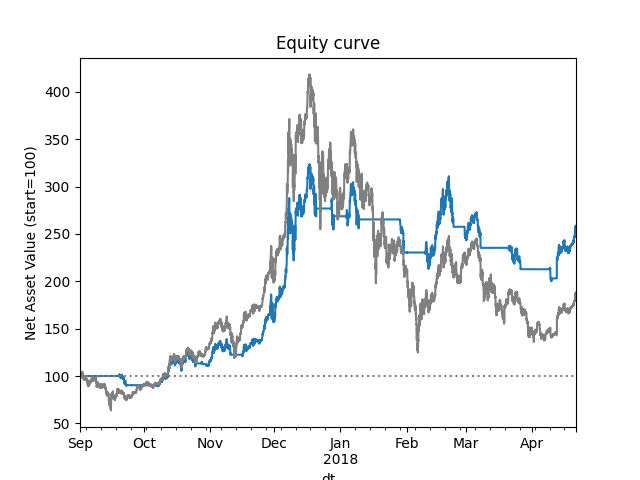 Equity curve
Net Asset Value (start=100)
400
350
300
250
200
150
100
50
Sep Oct Nov Dec Jan Feb Mar Apr
2018
dt